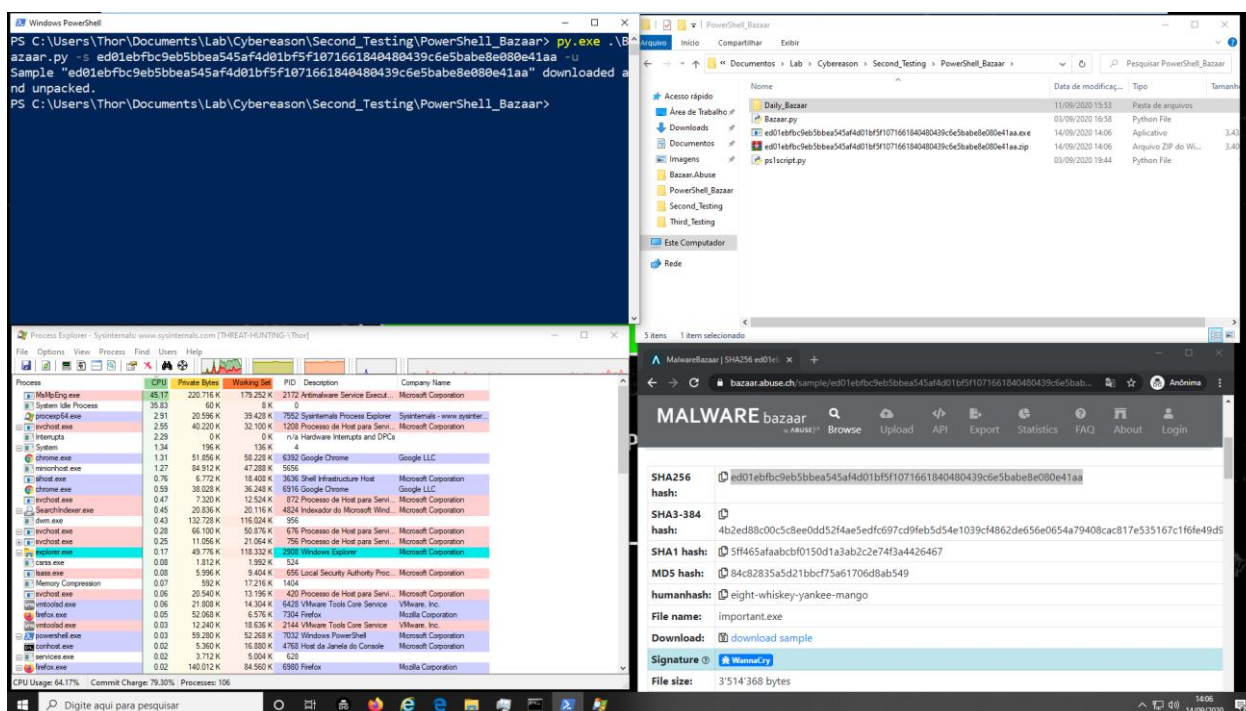 Windows PowerShell
PS C:\Users\Thor\Documents\Lab\Cybereason\Second_Testing\PowerShell_Bazaar> py.exe .\B
azaar.py -s ed01ebfbc9eb5bbea545af4d01bf5f1071661840480439c6e5babe8e080e41aa -u
Sample "ed01ebfbc9eb5bbea545af4d01bf5f1071661840480439c6e5babe8e080e41aa" downloaded a
nd unpacked.
PS C:\Users\Thor\Documents\Lab\Cybereason\Second_Testing\PowerShell_Bazaar>
PowerShell_Bazaar
Arquivo Início Compartilhar Exibir
« Documentos > Lab > Cybereason > Second_Testing > PowerShell_Bazaar > Pesquisar PowerShell_Bazaar
Nome Data de modificaç... Tipo Tamanh
Acesso rápido
Área de Trabalho
Downloads
Documentos
Imagens
Bazaar.Abuse
PowerShell_Bazaar
Second_Testing
Third_Testing
Este Computador
Rede
Daily_Bazaar 11/09/2020 15:53 Pasta de arquivos
Bazaar.py 03/09/2020 16:58 Python File
ed01ebfbc9eb5bbea545af4d01bf5f1071661840480439c6e5babe8e080e41aa.exe 14/09/2020 14:06 Aplicativo 3.43
ed01ebfbc9eb5bbea545af4d01bf5f1071661840480439c6e5babe8e080e41aa.zip 14/09/2020 14:06 Arquivo ZIP do Wi... 3.40
ps1script.py 03/09/2020 19:44 Python File
5 itens 1 item selecionado
Process Explorer - Sysinternals: www.sysinternals.com [THREAT-HUNTING-\Thor]
File Options View Process Find Users Help
Process CPU Private Bytes Working Set PID Description Company Name
MsMpEng.exe 45.17 220.716 K 179.252 K 2172 Antimalware Service Execut... Microsoft Corporation
System Idle Process 35.83 60 K 8 K 0
procexp64.exe 2.91 20.596 K 39.428 K 7552 Sysinternals Process Explorer Sysinternals - www.sysinter...
svchost.exe 2.55 40.220 K 32.100 K 1208 Processo de Host para Servi... Microsoft Corporation
Interrupts 2.29 0 K 0 K n/a Hardware Interrupts and DPCs
System 1.34 196 K 136 K 4
chrome.exe 1.31 51.856 K 58.228 K 6392 Google Chrome Google LLC
minionhost.exe 1.27 84.912 K 47.288 K 5656
sihost.exe 0.76 6.772 K 18.408 K 3636 Shell Infrastructure Host Microsoft Corporation
chrome.exe 0.59 38.028 K 36.248 K 6916 Google Chrome Google LLC
svchost.exe 0.47 7.320 K 12.524 K 872 Processo de Host para Servi... Microsoft Corporation
SearchIndexer.exe 0.45 20.836 K 20.116 K 4824 Indexador do Microsoft Wind... Microsoft Corporation
dwm.exe 0.43 132.728 K 116.024 K 956
svchost.exe 0.28 66.100 K 50.876 K 676 Processo de Host para Servi... Microsoft Corporation
svchost.exe 0.25 11.056 K 21.064 K 756 Processo de Host para Servi... Microsoft Corporation
explorer.exe 0.17 49.776 K 118.332 K 2908 Windows Explorer Microsoft Corporation
csrss.exe 0.08 1.812 K 1.992 K 524
lsass.exe 0.08 5.996 K 9.404 K 656 Local Security Authority Proc... Microsoft Corporation
Memory Compression 0.07 592 K 17.216 K 1404
svchost.exe 0.06 20.540 K 13.196 K 420 Processo de Host para Servi... Microsoft Corporation
vmtoolsd.exe 0.06 21.808 K 14.304 K 6428 VMware Tools Core Service VMware, Inc.
firefox.exe 0.05 52.068 K 6.576 K 7304 Firefox Mozilla Corporation
vmtoolsd.exe 0.03 12.240 K 18.636 K 2144 VMware Tools Core Service VMware, Inc.
powershell.exe 0.03 59.280 K 52.268 K 7032 Windows PowerShell Microsoft Corporation
conhost.exe 0.02 5.360 K 16.880 K 4768 Host da Janela do Console Microsoft Corporation
services.exe 0.02 3.712 K 5.004 K 628
firefox.exe 0.02 140.012 K 84.560 K 6980 Firefox Mozilla Corporation
CPU Usage: 64.17% Commit Charge: 79.30% Processes: 106
MalwareBazaar | SHA256 ed01eb
bazaar.abuse.ch/sample/ed01ebfbc9eb5bbea545af4d01bf5f1071661840480439c6e5bab... Anônima
MALWARE bazaar by ABUSE Browse Upload API Export Statistics FAQ About Login
SHA256 hash: ed01ebfbc9eb5bbea545af4d01bf5f1071661840480439c6e5babe8e080e41aa
SHA3-384 hash: 4b2ed88c00c5c8ee0dd52f4ae5edfc697cd9feb5d54e1039cf4862de656e0654a79408cac817e535167c1f6fe49d9
SHA1 hash: 5ff465afaabcbf0150d1a3ab2c2e74f3a4426467
MD5 hash: 84c82835a5d21bbcf75a61706d8ab549
humanhash: eight-whiskey-yankee-mango
File name: important.exe
Download: download sample
Signature WannaCry
File size: 3'514'368 bytes
Digite aqui para pesquisar
14:06
14/09/2020